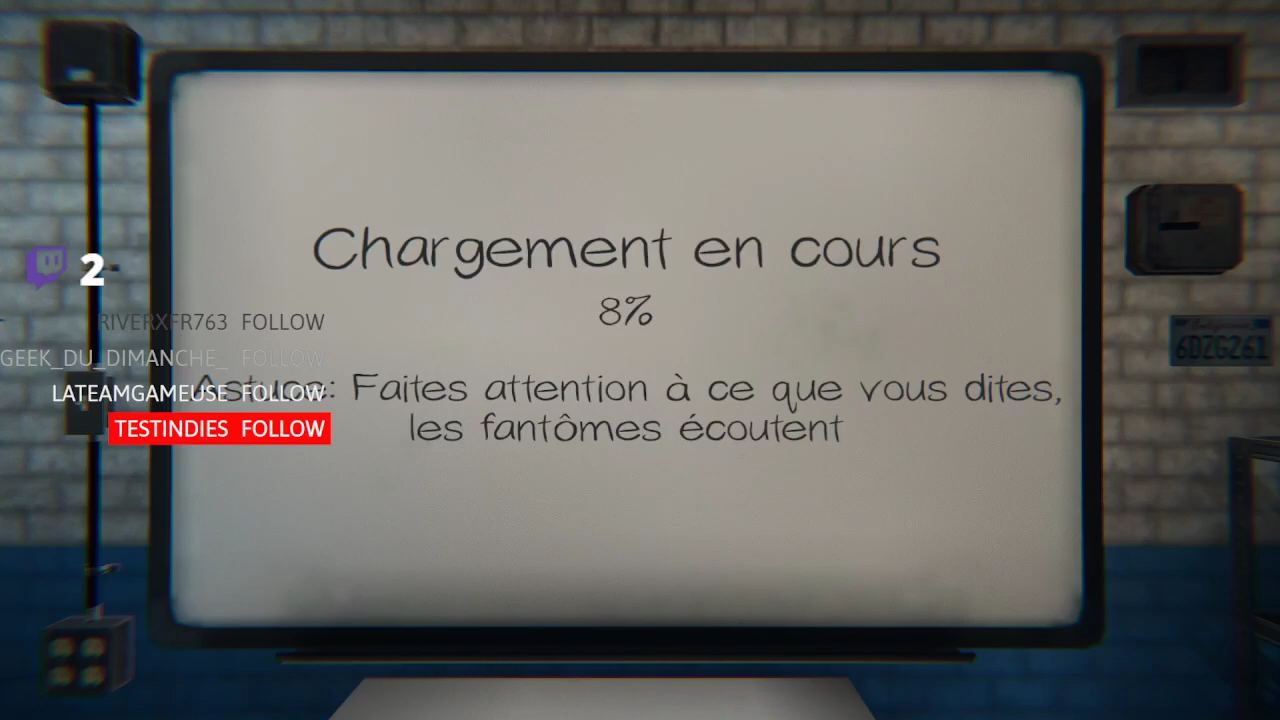 Chargement en cours
8%
Astuce: Faites attention à ce que vous dites,
les fantômes écoutent
2
RIVERXFR763 FOLLOW
GEEK_DU_DIMANCHE_ FOLLOW
LATEAMGAMEUSE FOLLOW
TESTINDIES FOLLOW
6DZG261